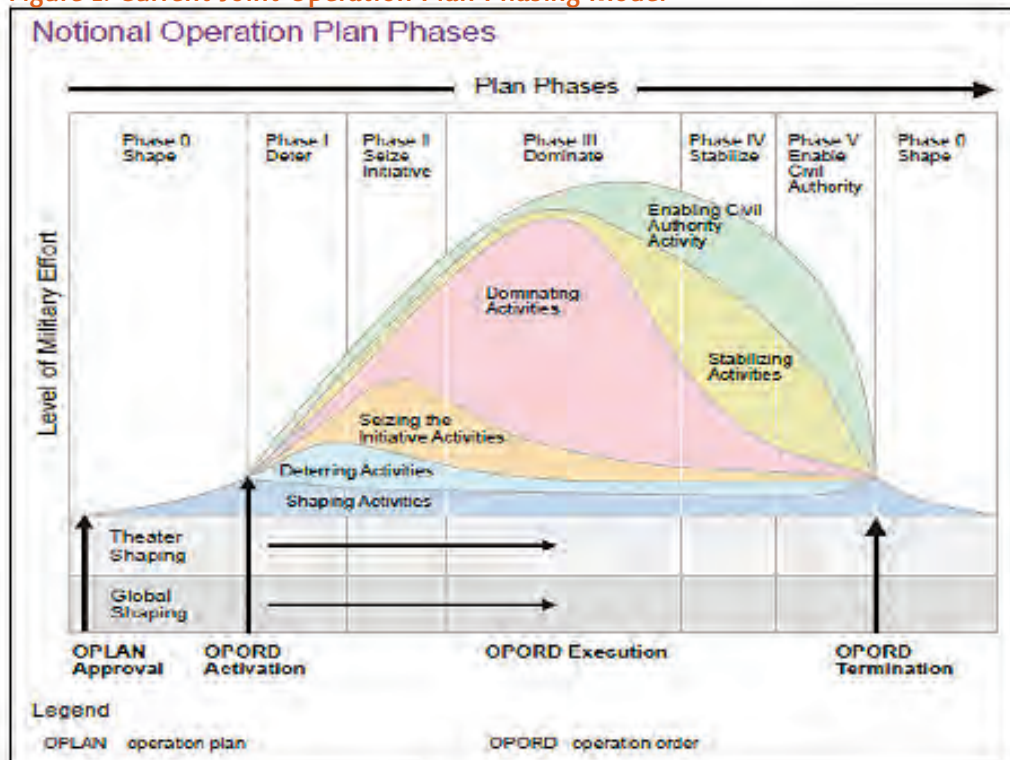 Notional Operation Plan Phases
Plan Phases
Phase 0
Shape
Phase I
Deter
Phase II
Seize
Initiative
Phase III
Dominate
Phase IV
Stabilize
Phase V
Enable
Civil
Authority
Phase 0
Shape
Level of Military Effort
Enabling Civil
Authority
Activity
Dominating
Activities
Stabilizing
Activities
Seizing the
Initiative Activities
Deterring Activities
Shaping Activities
Theater
Shaping
Global
Shaping
OPLAN
Approval
OPORD
Activation
OPORD Execution
OPORD
Termination
Legend
OPLAN operation plan
OPORD operation order